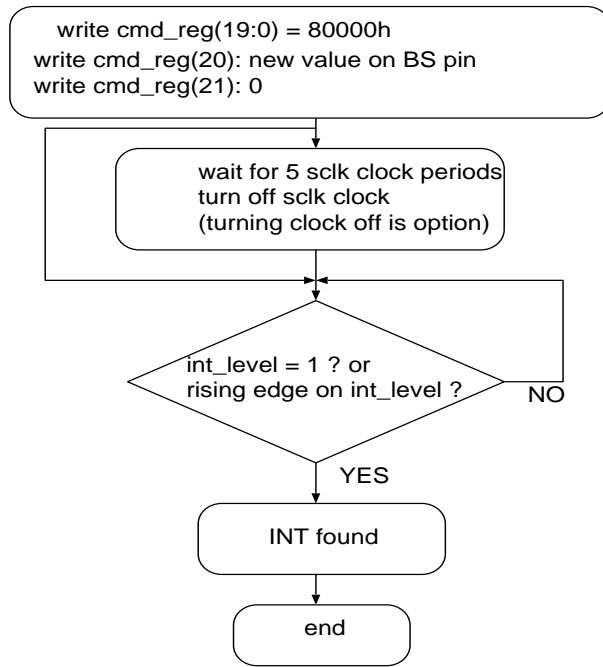 write cmd_reg(19:0) = 80000h
write cmd_reg(20): new value on BS pin
write cmd_reg(21): 0
wait for 5 sclk clock periods
turn off sclk clock
(turning clock off is option)
int_level = 1 ? or
rising edge on int_level ?
NO
YES
INT found
end